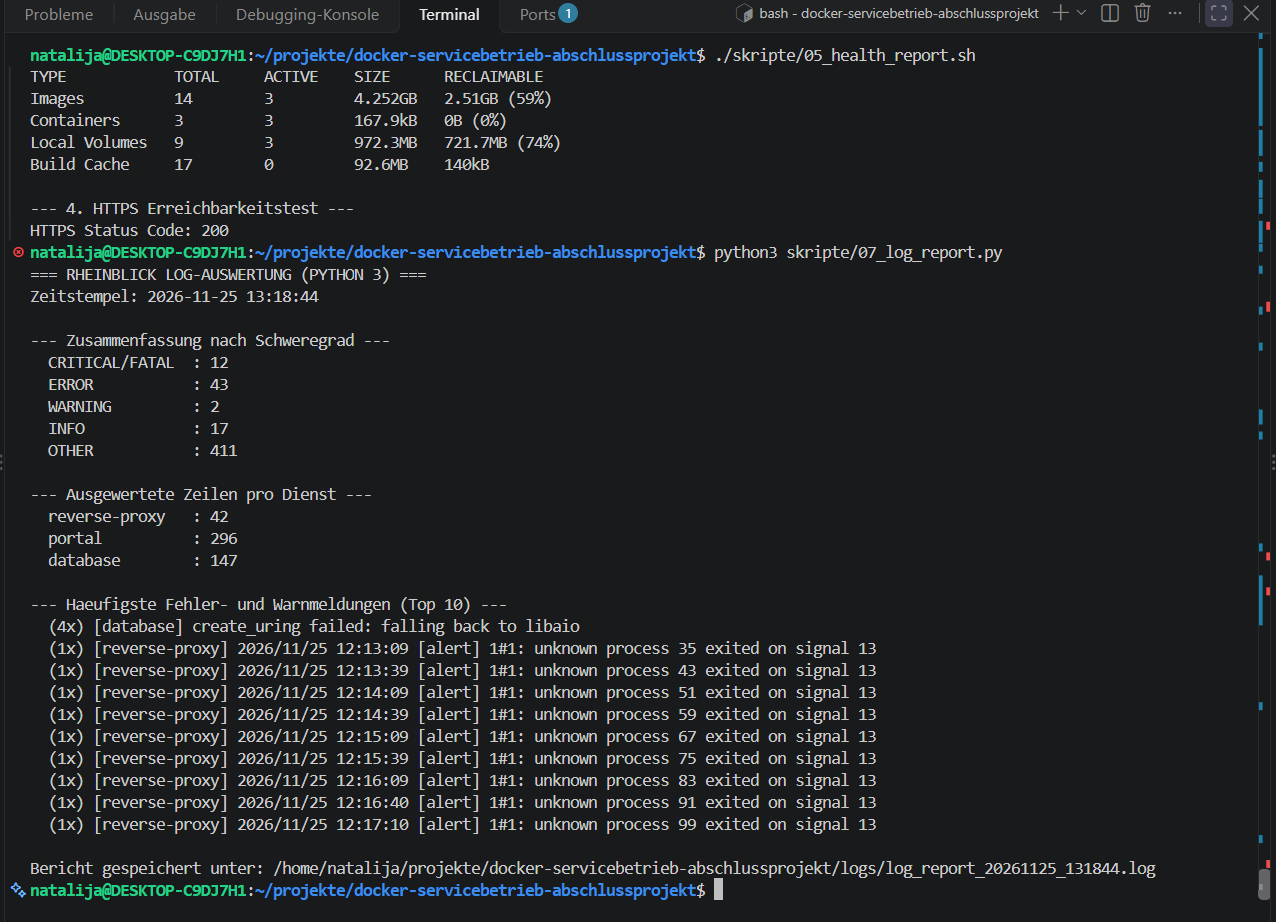 Probleme Ausgabe Debugging-Konsole Terminal Ports 1 bash - docker-servicebetrieb-abschlussprojekt
natalija@DESKTOP-C9DJ7H1:~/projekte/docker-servicebetrieb-abschlussprojekt$ ./skripte/05_health_report.sh
TYPE TOTAL ACTIVE SIZE RECLAIMABLE
Images 14 3 4.252GB 2.51GB (59%)
Containers 3 3 167.9kB 0B (0%)
Local Volumes 9 3 972.3MB 721.7MB (74%)
Build Cache 17 0 92.6MB 140kB
--- 4. HTTPS Erreichbarkeitstest ---
HTTPS Status Code: 200
natalija@DESKTOP-C9DJ7H1:~/projekte/docker-servicebetrieb-abschlussprojekt$ python3 skripte/07_log_report.py
=== RHEINBLICK LOG-AUSWERTUNG (PYTHON 3) ===
Zeitstempel: 2026-11-25 13:18:44
--- Zusammenfassung nach Schweregrad ---
CRITICAL/FATAL : 12
ERROR : 43
WARNING : 2
INFO : 17
OTHER : 411
--- Ausgewertete Zeilen pro Dienst ---
reverse-proxy : 42
portal : 296
database : 147
--- Haeufigste Fehler- und Warnmeldungen (Top 10) ---
(4x) [database] create_uring failed: falling back to libaio
(1x) [reverse-proxy] 2026/11/25 12:13:09 [alert] 1#1: unknown process 35 exited on signal 13
(1x) [reverse-proxy] 2026/11/25 12:13:39 [alert] 1#1: unknown process 43 exited on signal 13
(1x) [reverse-proxy] 2026/11/25 12:14:09 [alert] 1#1: unknown process 51 exited on signal 13
(1x) [reverse-proxy] 2026/11/25 12:14:39 [alert] 1#1: unknown process 59 exited on signal 13
(1x) [reverse-proxy] 2026/11/25 12:15:09 [alert] 1#1: unknown process 67 exited on signal 13
(1x) [reverse-proxy] 2026/11/25 12:15:39 [alert] 1#1: unknown process 75 exited on signal 13
(1x) [reverse-proxy] 2026/11/25 12:16:09 [alert] 1#1: unknown process 83 exited on signal 13
(1x) [reverse-proxy] 2026/11/25 12:16:40 [alert] 1#1: unknown process 91 exited on signal 13
(1x) [reverse-proxy] 2026/11/25 12:17:10 [alert] 1#1: unknown process 99 exited on signal 13
Bericht gespeichert unter: /home/natalija/projekte/docker-servicebetrieb-abschlussprojekt/logs/log_report_20261125_131844.log
natalija@DESKTOP-C9DJ7H1:~/projekte/docker-servicebetrieb-abschlussprojekt$